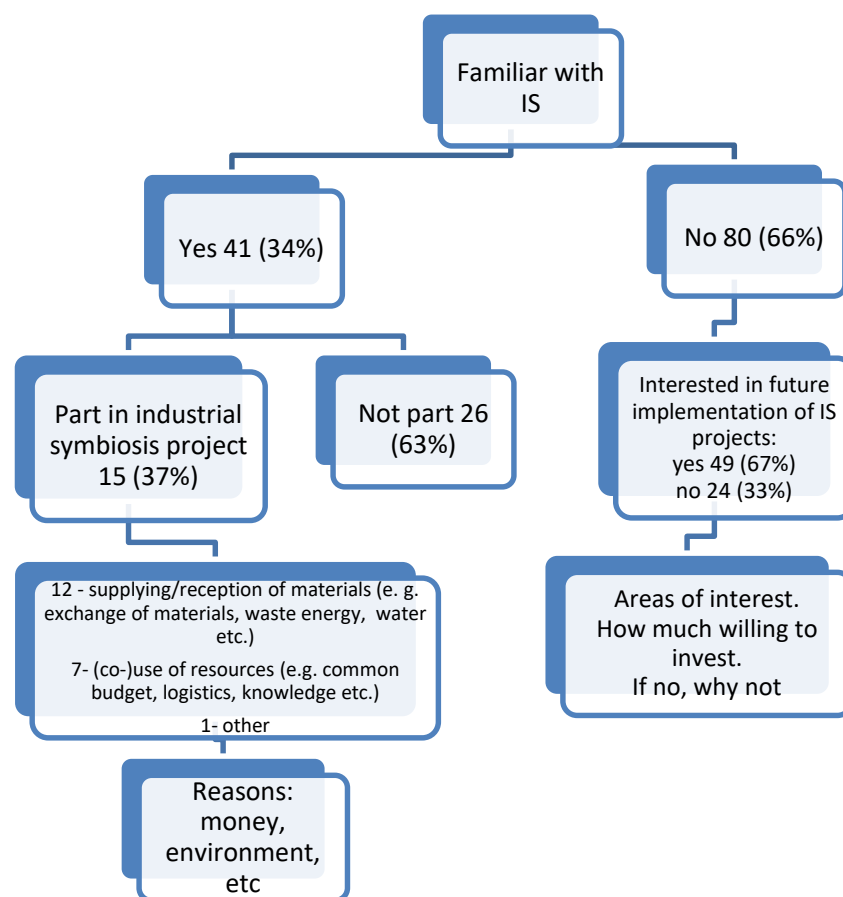 Familiar with
IS
Yes 41 (34%)
No 80 (66%)
Part in industrial
symbiosis project
15 (37%)
Not part 26
(63%)
Interested in future
implementation of IS
projects:
yes 49 (67%)
no 24 (33%)
12 - supplying/reception of materials (e. g.
exchange of materials, waste energy, water
etc.)
7- (co-)use of resources (e.g. common
budget, logistics, knowledge etc.)
1- other
Areas of interest.
How much willing to
invest.
If no, why not
Reasons:
money,
environment,
etc